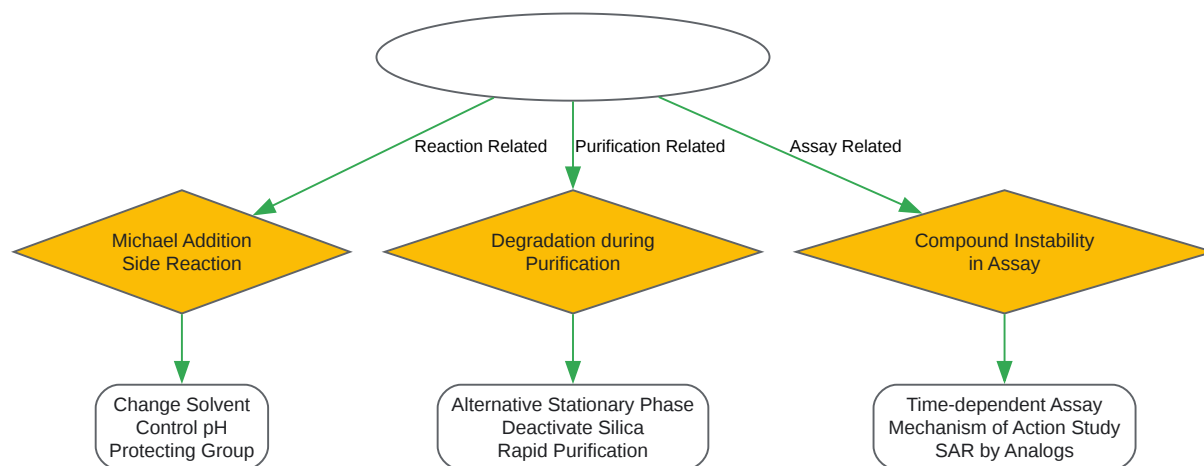 Reaction Related
Purification Related
Assay Related
Michael Addition
Side Reaction
Degradation during
Purification
Compound Instability
in Assay
Change Solvent
Control pH
Protecting Group
Alternative Stationary Phase
Deactivate Silica
Rapid Purification
Time-dependent Assay
Mechanism of Action Study
SAR by Analogs